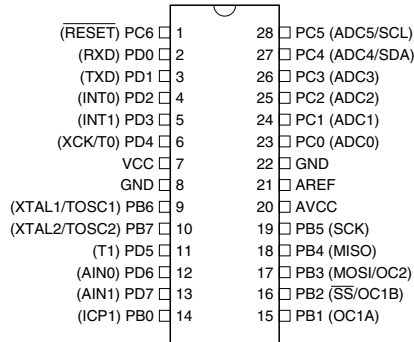 (RESET) PC6 1 28 PC5 (ADC5/SCL)
(RXD) PD0 2 27 PC4 (ADC4/SDA)
(TXD) PD1 3 26 PC3 (ADC3)
(INT0) PD2 4 25 PC2 (ADC2)
(INT1) PD3 5 24 PC1 (ADC1)
(XCK/T0) PD4 6 23 PC0 (ADC0)
VCC 7 22 GND
GND 8 21 AREF
(XTAL1/TOSC1) PB6 9 20 AVCC
(XTAL2/TOSC2) PB7 10 19 PB5 (SCK)
(T1) PD5 11 18 PB4 (MISO)
(AIN0) PD6 12 17 PB3 (MOSI/OC2)
(AIN1) PD7 13 16 PB2 (SS/OC1B)
(ICP1) PB0 14 15 PB1 (OC1A)